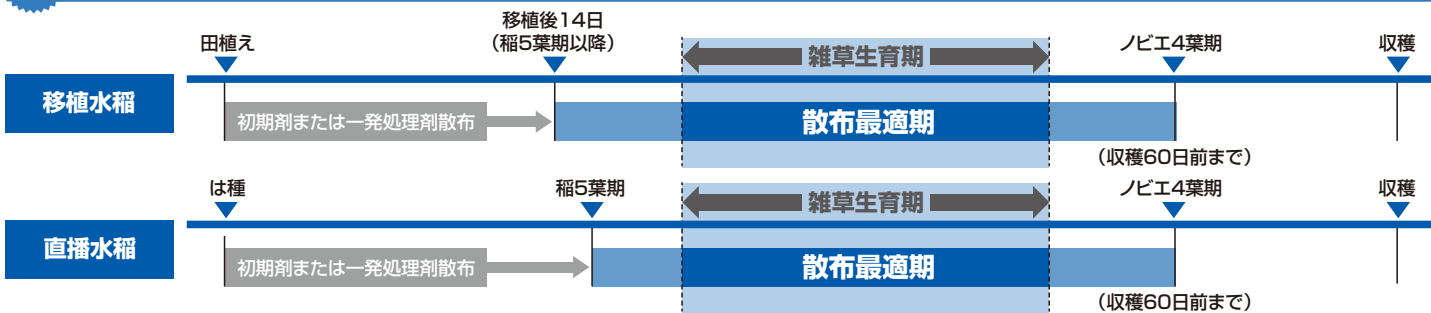 移植後14日
田植え
(稲5葉期以降)
ノビエ4葉期
収穫
雑草生育期
移植水稲
初期剤または一発処理剤散布
散布最適期
(収穫60日前まで)
は種
稲5葉期
ノビエ4葉期
収穫
雑草生育期
直播水稲
初期剤または一発処理剤散布
散布最適期
(収穫60日前まで)